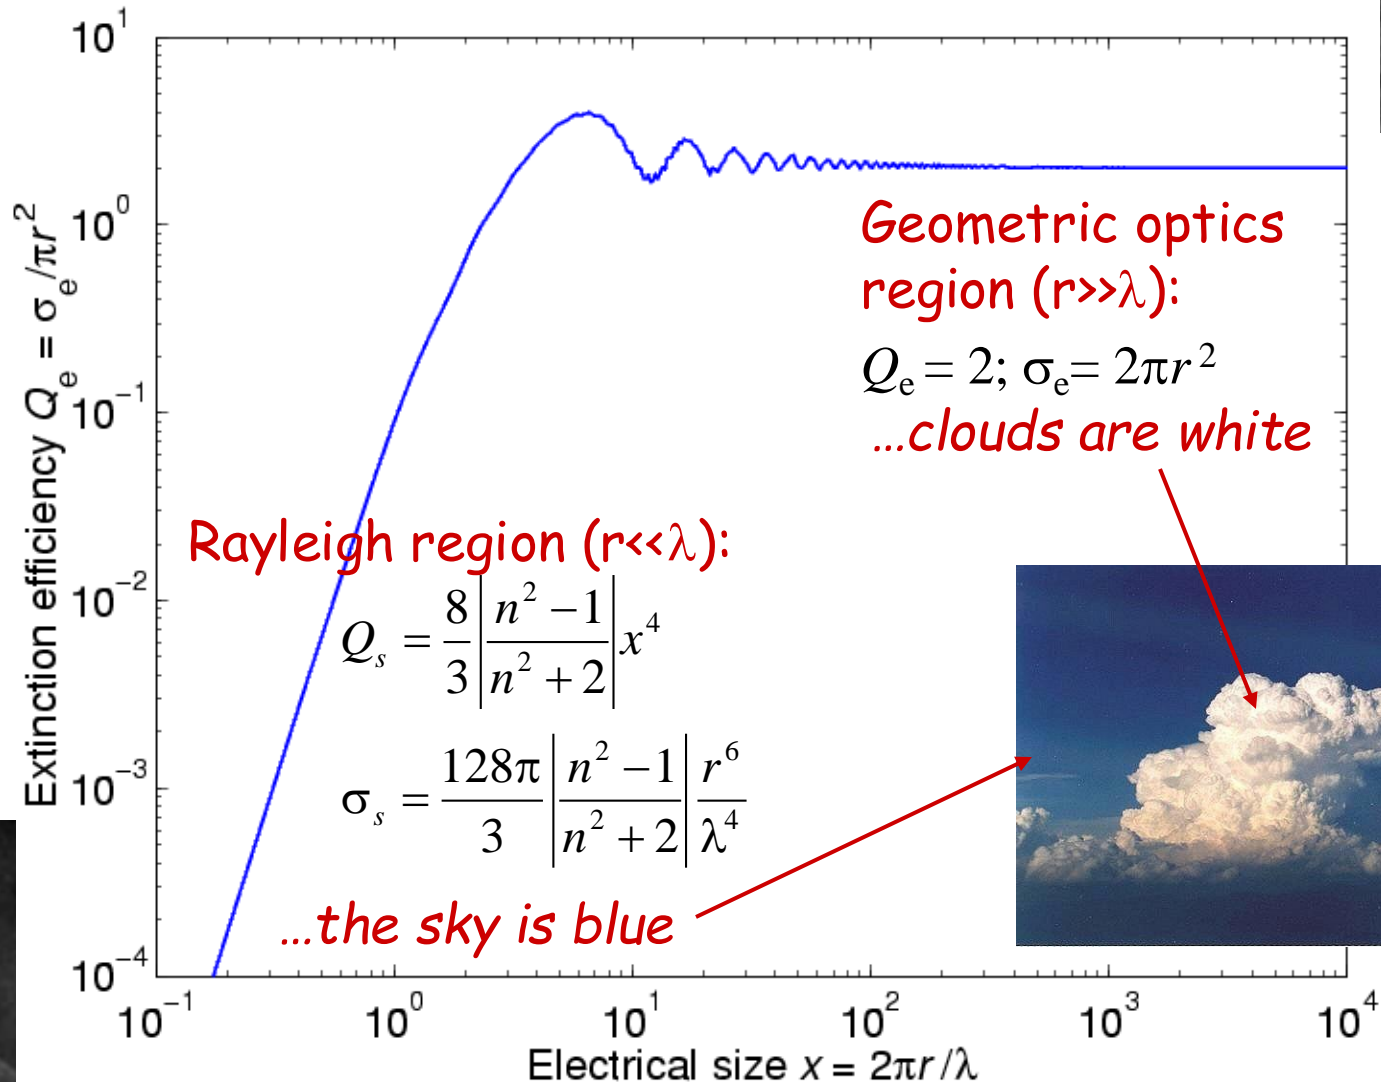 10^1
10^0
10^−1
10^−2
10^−3
10^−4
Extinction efficiency Q_e = σ_e/πr^2
Geometric optics
region (r>>λ):
Q_e = 2; σ_e= 2πr^2
...clouds are white
Rayleigh region (r<<λ):
Q_s = 8/3 |(n^2 − 1)/(n^2 + 2)| x^4
σ_s = 128π/3 |(n^2 − 1)/(n^2 + 2)| r^6/λ^4
...the sky is blue
10^−1 10^0 10^1 10^2 10^3 10^4
Electrical size x = 2πr/λ